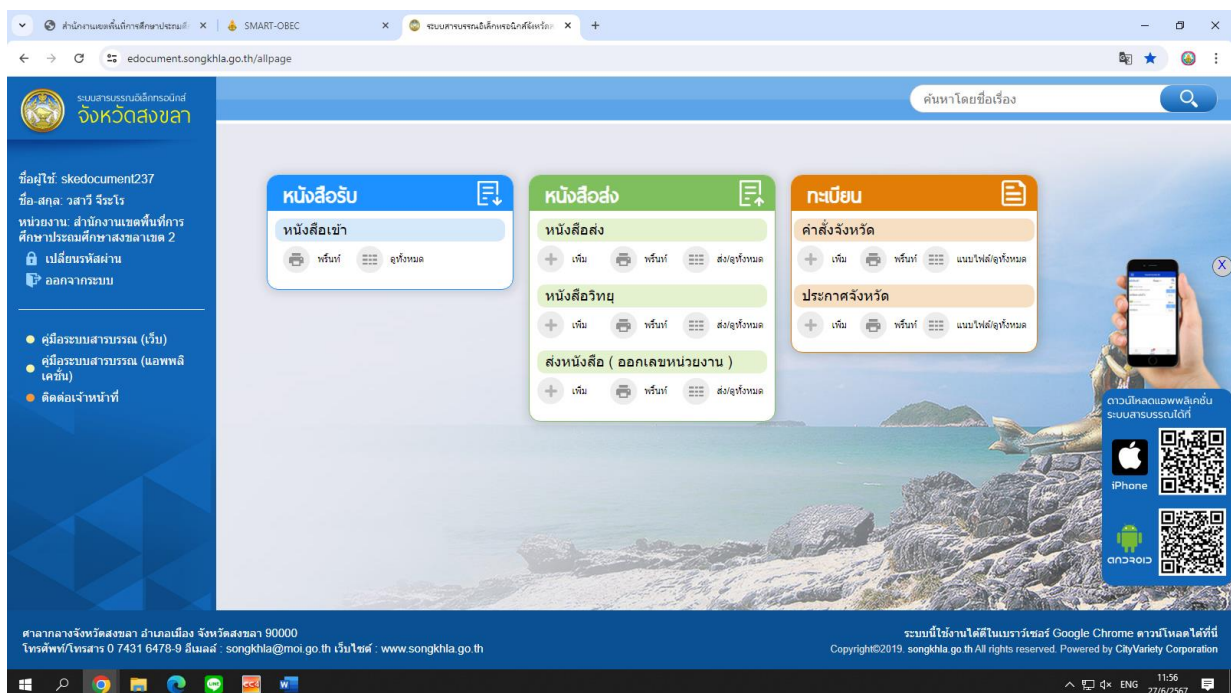 สำนักงานเขตพื้นที่การศึกษาประถมศึ
SMART-OBEC
ระบบสารบรรณอิเล็กทรอนิกส์จังหวัดส
edocument.songkhla.go.th/allpage
ระบบสารบรรณอิเล็กทรอนิกส์
จังหวัดสงขลา
ค้นหาโดยชื่อเรื่อง
ชื่อผู้ใช้: skedocument237
ชื่อ-สกุล: วสาวี จีระโร
หน่วยงาน: สำนักงานเขตพื้นที่การ
ศึกษาประถมศึกษาสงขลาเขต 2
เปลี่ยนรหัสผ่าน
ออกจากระบบ
คู่มือระบบสารบรรณ (เว็บ)
คู่มือระบบสารบรรณ (แอพพลิ
เคชั่น)
ติดต่อเจ้าหน้าที่
หนังสือรับ
หนังสือเข้า
พริ้นท์ ดูทั้งหมด
หนังสือส่ง
หนังสือส่ง
เพิ่ม พริ้นท์ ส่ง/ดูทั้งหมด
หนังสือวิทยุ
เพิ่ม พริ้นท์ ส่ง/ดูทั้งหมด
ส่งหนังสือ ( ออกเลขหน่วยงาน )
เพิ่ม พริ้นท์ ส่ง/ดูทั้งหมด
ทะเบียน
คำสั่งจังหวัด
เพิ่ม พริ้นท์ แนบไฟล์/ดูทั้งหมด
ประกาศจังหวัด
เพิ่ม พริ้นท์ แนบไฟล์/ดูทั้งหมด
X
ดาวน์โหลดแอพพลิเคชั่น
ระบบสารบรรณได้ที่
iPhone
ANDROID
ศาลากลางจังหวัดสงขลา อำเภอเมือง จังหวัดสงขลา 90000
โทรศัพท์/โทรสาร 0 7431 6478-9 อีเมลล์ : songkhla@moi.go.th เว็บไซต์ : www.songkhla.go.th
ระบบนี้ใช้งานได้ดีในเบราว์เซอร์ Google Chrome ดาวน์โหลดได้ที่นี่
Copyright©2019. songkhla.go.th All rights reserved. Powered by CityVariety Corporation
ENG
11:56
27/6/2567